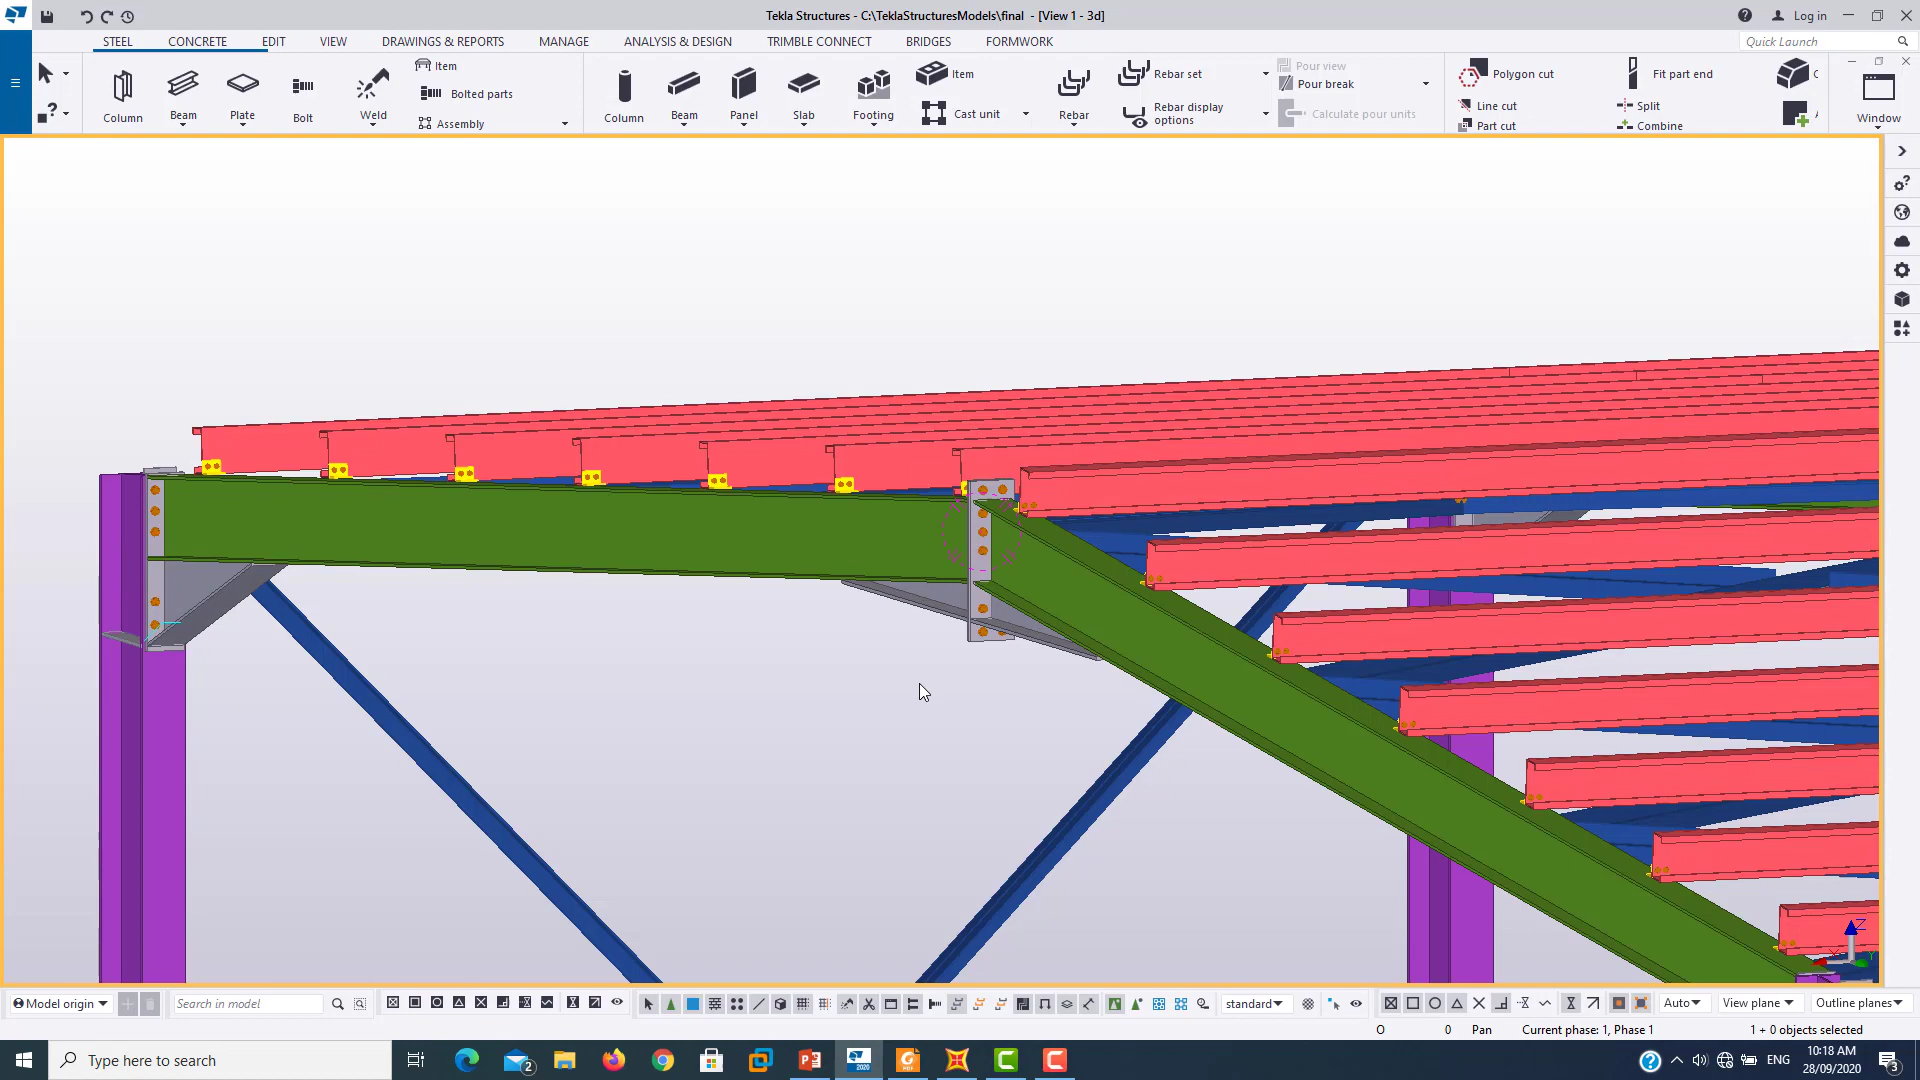 Tekla Structures - C:\TeklaStructuresModels\final - [View 1 - 3d]
Log in
STEEL CONCRETE EDIT VIEW DRAWINGS & REPORTS MANAGE ANALYSIS & DESIGN TRIMBLE CONNECT BRIDGES FORMWORK
Quick Launch
Column Beam Plate Bolt Weld
Item
Bolted parts
Assembly
Column Beam Panel Slab Footing
Item
Cast unit
Rebar
Rebar set
Rebar display options
Pour view
Pour break
Calculate pour units
Polygon cut
Line cut
Part cut
Fit part end
Split
Combine
Window
Z
Model origin
Search in model
standard
Auto
View plane
Outline planes
O 0 Pan Current phase: 1, Phase 1 1 + 0 objects selected
Type here to search
2
2020
ENG
10:18 AM
28/09/2020
3